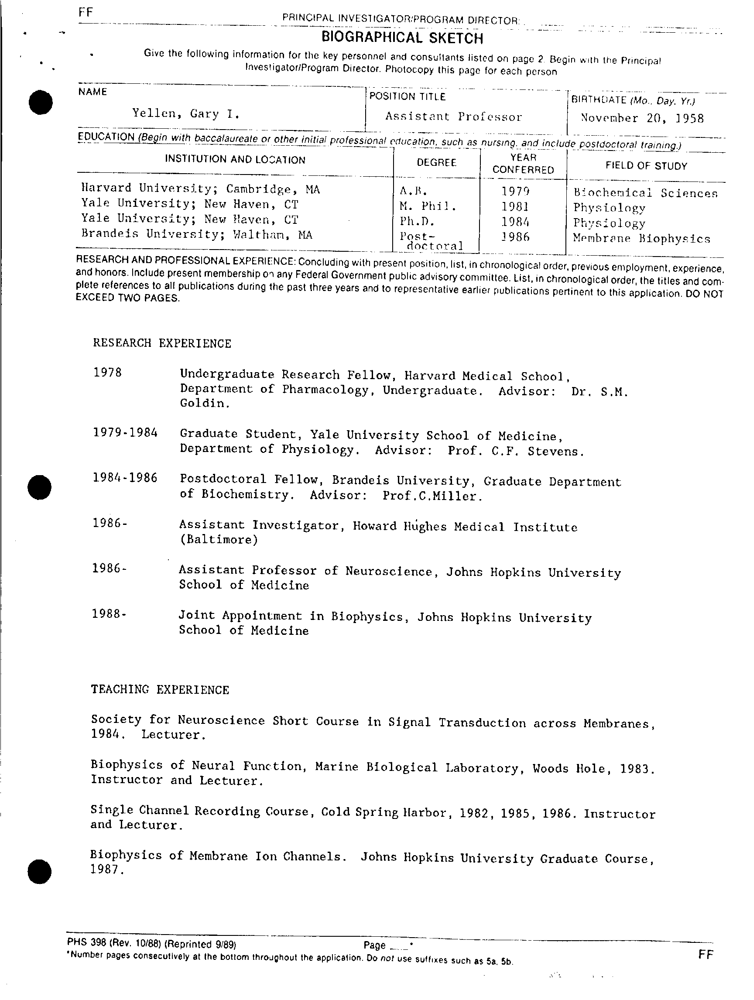 FF
PRINCIPAL INVESTIGATOR/PROGRAM DIRECTOR:
BIOGRAPHICAL SKETCH
Give the following information for the key personnel and consultants listed on page 2. Begin with the Principal
Investigator/Program Director. Photocopy this page for each person
NAME
POSITION TITLE
BIRTHDATE (Mo., Day, Yr.)
Yellen, Gary I.
Assistant Professor
November 20, 1958
EDUCATION (Begin with baccalaureate or other initial professional education, such as nursing, and include postdoctoral training.)
INSTITUTION AND LOCATION DEGREE YEAR CONFERRED FIELD OF STUDY
Harvard University; Cambridge, MA A.B. 1979 Biochemical Sciences
Yale University; New Haven, CT M. Phil. 1981 Physiology
Yale University; New Haven, CT Ph.D. 1984 Physiology
Brandeis University; Waltham, MA Post-doctoral 1986 Membrane Biophysics
RESEARCH AND PROFESSIONAL EXPERIENCE: Concluding with present position, list, in chronological order, previous employment, experience,
and honors. Include present membership on any Federal Government public advisory committee. List, in chronological order, the titles and com-
plete references to all publications during the past three years and to representative earlier publications pertinent to this application. DO NOT
EXCEED TWO PAGES.
RESEARCH EXPERIENCE
1978 Undergraduate Research Fellow, Harvard Medical School,
Department of Pharmacology, Undergraduate. Advisor: Dr. S.M.
Goldin.
1979-1984 Graduate Student, Yale University School of Medicine,
Department of Physiology. Advisor: Prof. C.F. Stevens.
1984-1986 Postdoctoral Fellow, Brandeis University, Graduate Department
of Biochemistry. Advisor: Prof.C.Miller.
1986- Assistant Investigator, Howard Hughes Medical Institute
(Baltimore)
1986- Assistant Professor of Neuroscience, Johns Hopkins University
School of Medicine
1988- Joint Appointment in Biophysics, Johns Hopkins University
School of Medicine
TEACHING EXPERIENCE
Society for Neuroscience Short Course in Signal Transduction across Membranes,
1984. Lecturer.
Biophysics of Neural Function, Marine Biological Laboratory, Woods Hole, 1983.
Instructor and Lecturer.
Single Channel Recording Course, Cold Spring Harbor, 1982, 1985, 1986. Instructor
and Lecturer.
Biophysics of Membrane Ion Channels. Johns Hopkins University Graduate Course,
1987.
PHS 398 (Rev. 10/88) (Reprinted 9/89) Page ____*
*Number pages consecutively at the bottom throughout the application. Do not use suffixes such as 5a, 5b.
FF